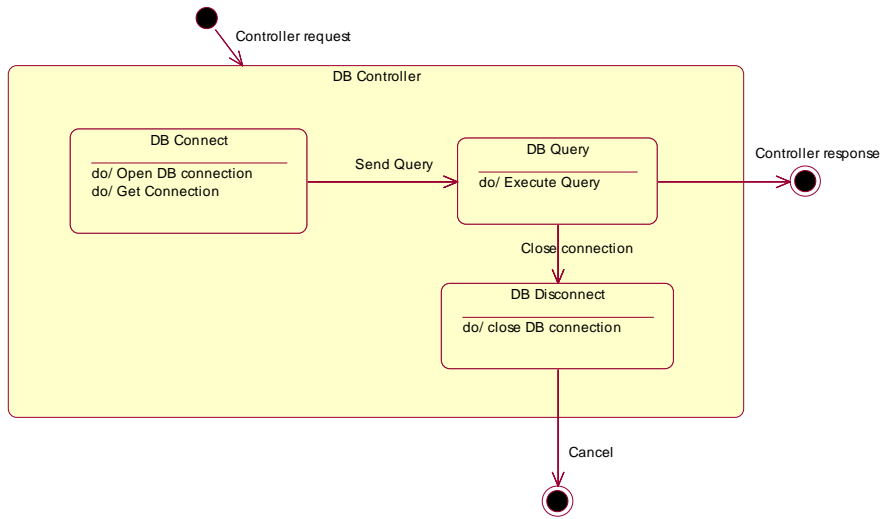 Controller request
DB Controller
DB Connect
do/ Open DB connection
do/ Get Connection
Send Query
DB Query
do/ Execute Query
Controller response
Close connection
DB Disconnect
do/ close DB connection
Cancel